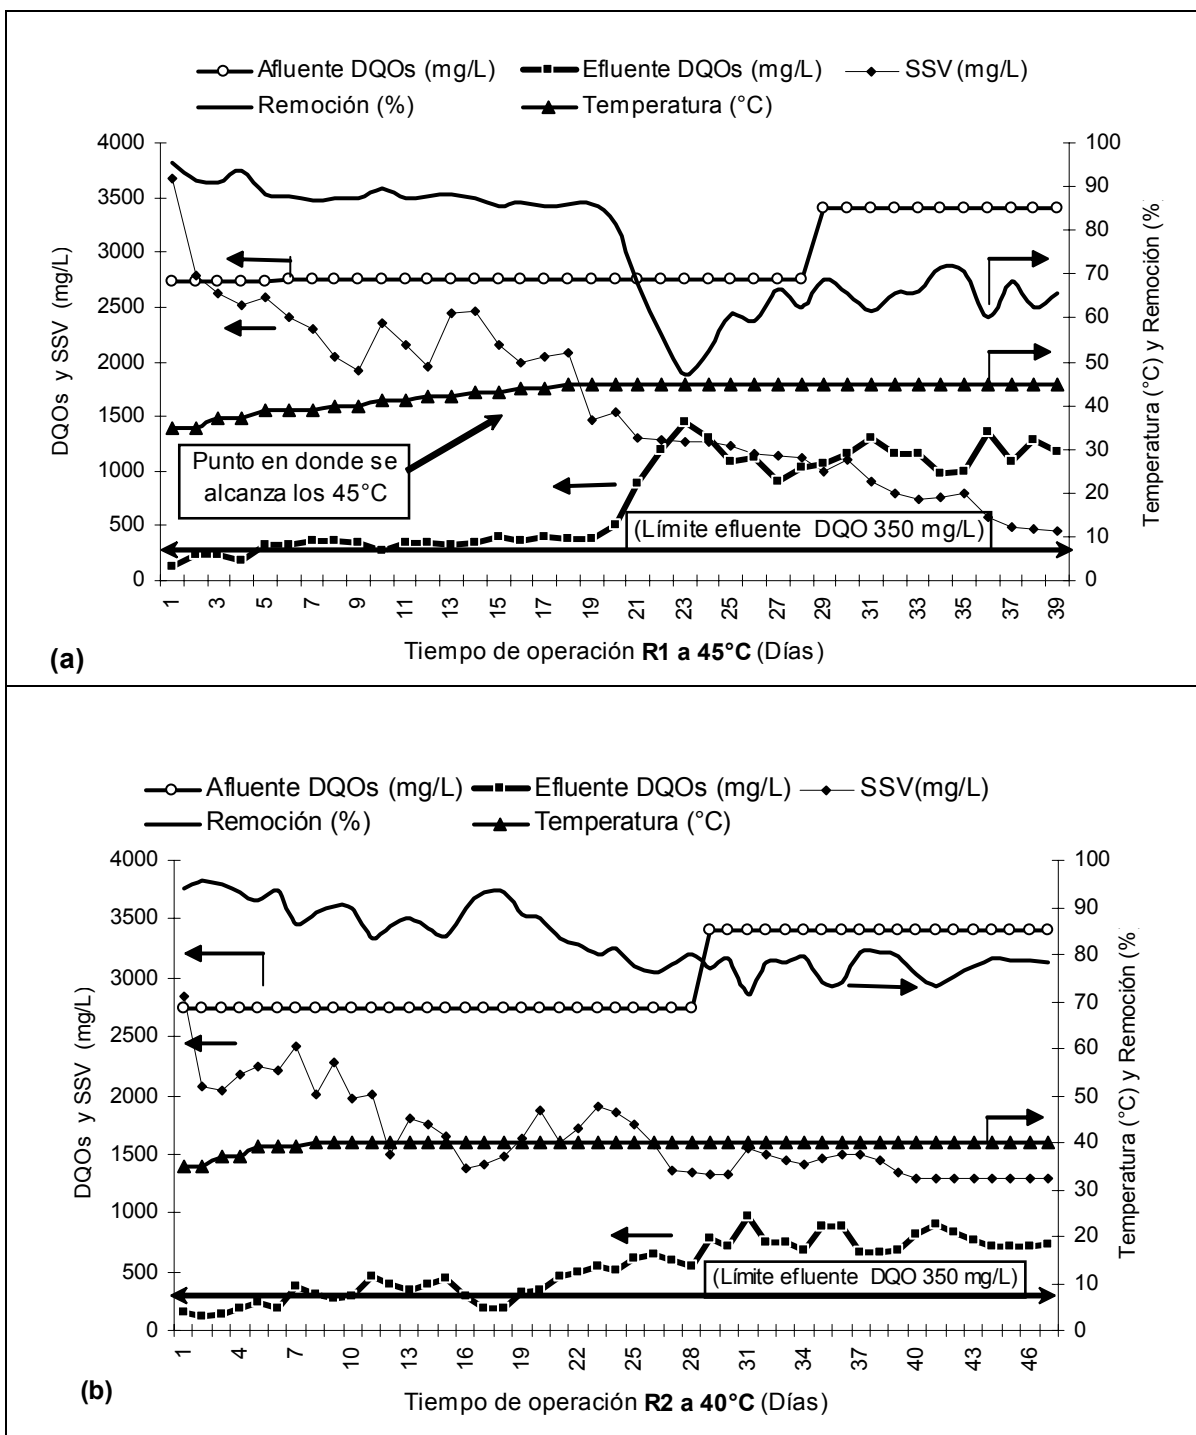 Afluente DQOs (mg/L) Efluente DQOs (mg/L) SSV (mg/L)
Remoción (%) Temperatura (°C)
4000 3500 3000 2500 2000 1500 1000 500 0
DQOs y SSV (mg/L)
100 90 80 70 60 50 40 30 20 10 0
Temperatura (°C) y Remoción (%)
Punto en donde se
alcanza los 45°C
(Límite efluente DQO 350 mg/L)
1 3 5 7 9 11 13 15 17 19 21 23 25 27 29 31 33 35 37 39
Tiempo de operación R1 a 45°C (Días)
(a)
Afluente DQOs (mg/L) Efluente DQOs (mg/L) SSV(mg/L)
Remoción (%) Temperatura (°C)
4000 3500 3000 2500 2000 1500 1000 500 0
DQOs y SSV (mg/L)
100 90 80 70 60 50 40 30 20 10 0
Temperatura (°C) y Remoción (%)
(Límite efluente DQO 350 mg/L)
1 4 7 10 13 16 19 22 25 28 31 34 37 40 43 46
Tiempo de operación R2 a 40°C (Días)
(b)